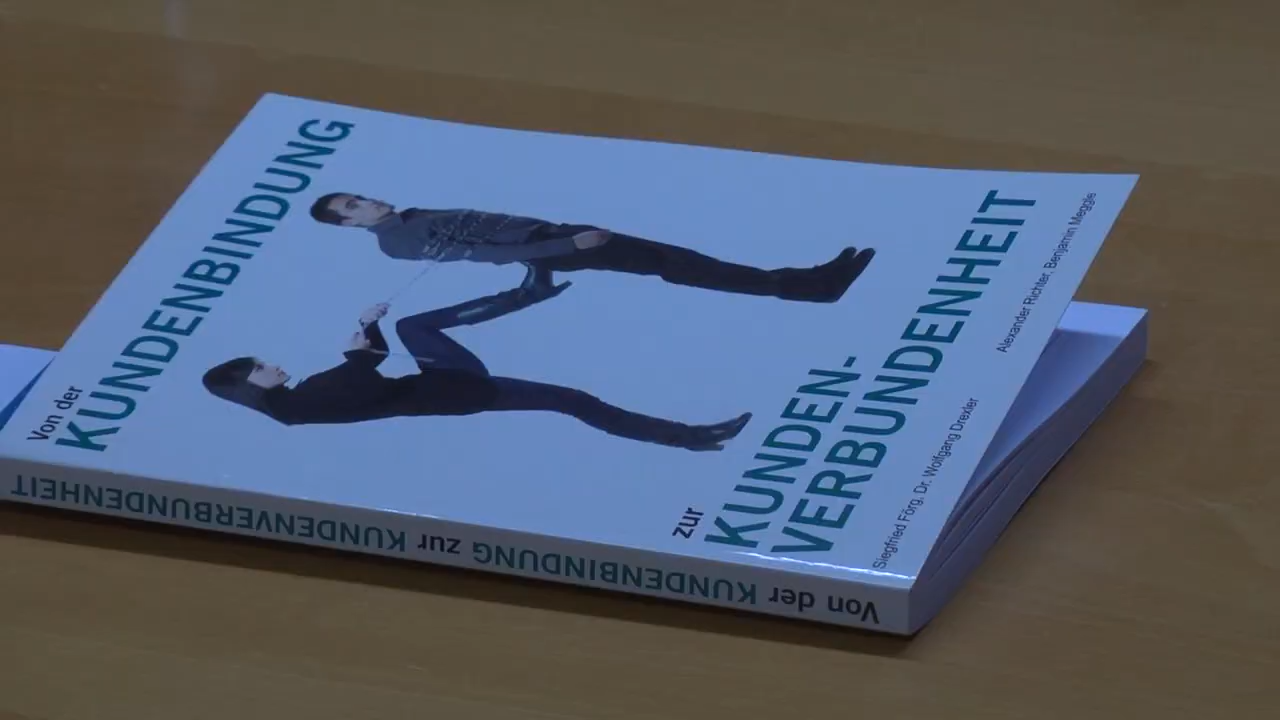 Von der
KUNDENBINDUNG
zur
KUNDEN-
VERBUNDENHEIT
Siegfried Förg, Dr. Wolfgang Drexler
Alexander Richter, Benjamin Meggle
Von der KUNDENBINDUNG zur KUNDENVERBUNDENHEIT